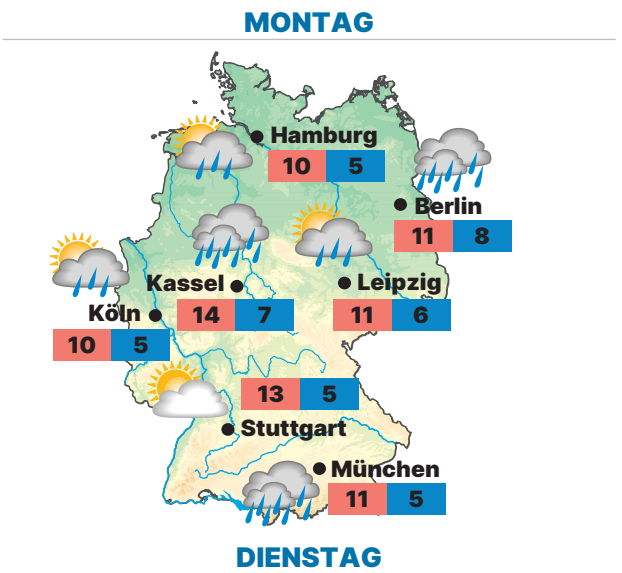 MONTAG
Hamburg
10 5
Berlin
11 8
Kassel
14 7
Leipzig
11 6
Köln
10 5
13 5
Stuttgart
München
11 5
DIENSTAG